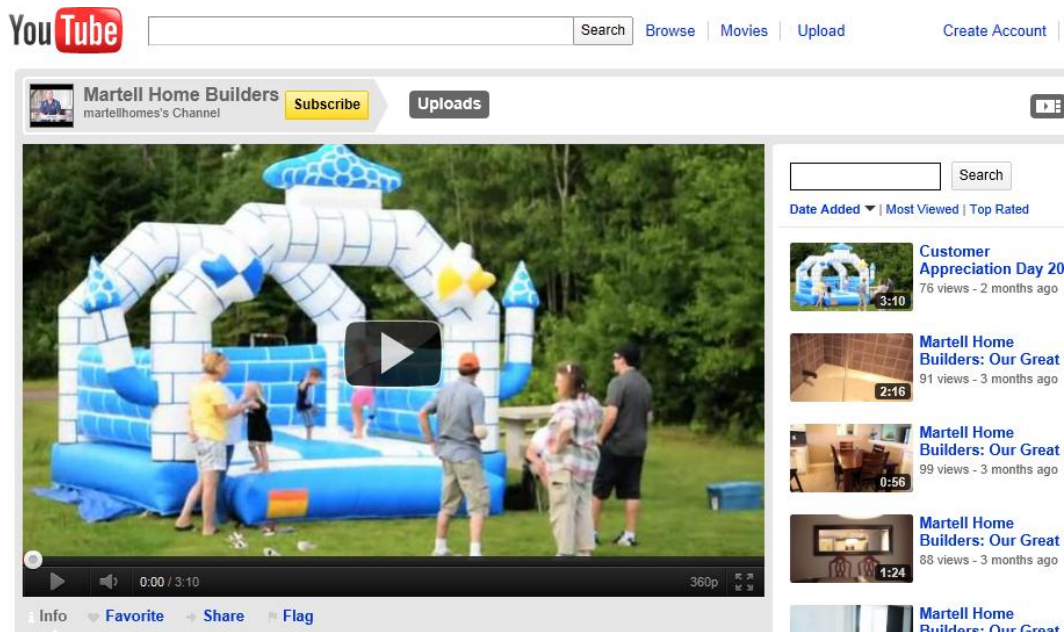 YouTube
Search
Browse
Movies
Upload
Create Account
Martell Home Builders
martellhomes's Channel
Subscribe
Uploads
Search
Date Added | Most Viewed | Top Rated
3:10
Customer
Appreciation Day 20
76 views - 2 months ago
2:16
Martell Home
Builders: Our Great
91 views - 3 months ago
0:56
Martell Home
Builders: Our Great
99 views - 3 months ago
1:24
Martell Home
Builders: Our Great
88 views - 3 months ago
Martell Home
Builders: Our Great
0:00 / 3:10
360p
Info
Favorite
Share
Flag